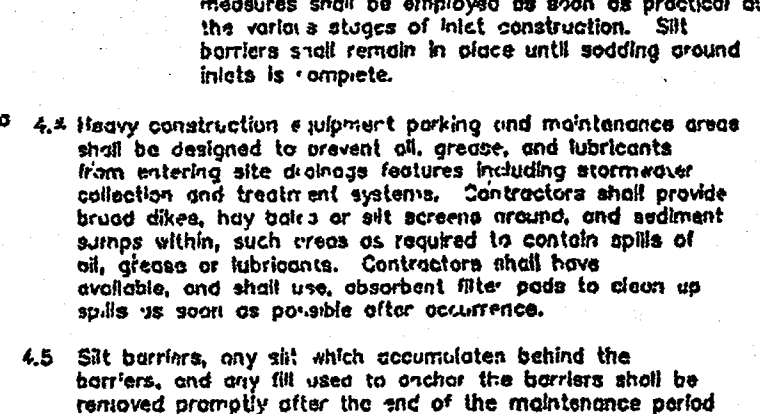 measures shall be employed as soon as practical at
the various stages of inlet construction. Silt
barriers shall remain in place until sodding around
inlets is complete.
4.* Heavy construction equipment parking and maintenance areas
shall be designed to prevent oil, grease, and lubricants
from entering site drainage features including stormwater
collection and treatment systems. Contractors shall provide
broad dikes, hay bales or silt screens around, and sediment
sumps within, such areas as required to contain spills of
oil, grease or lubricants. Contractors shall have
available, and shall use, absorbent filter pads to clean up
spills as soon as possible after occurrence.
4.5 Silt barriers, any silt which accumulates behind the
barriers, and any fill used to anchor the barriers shall be
removed promptly after the end of the maintenance period